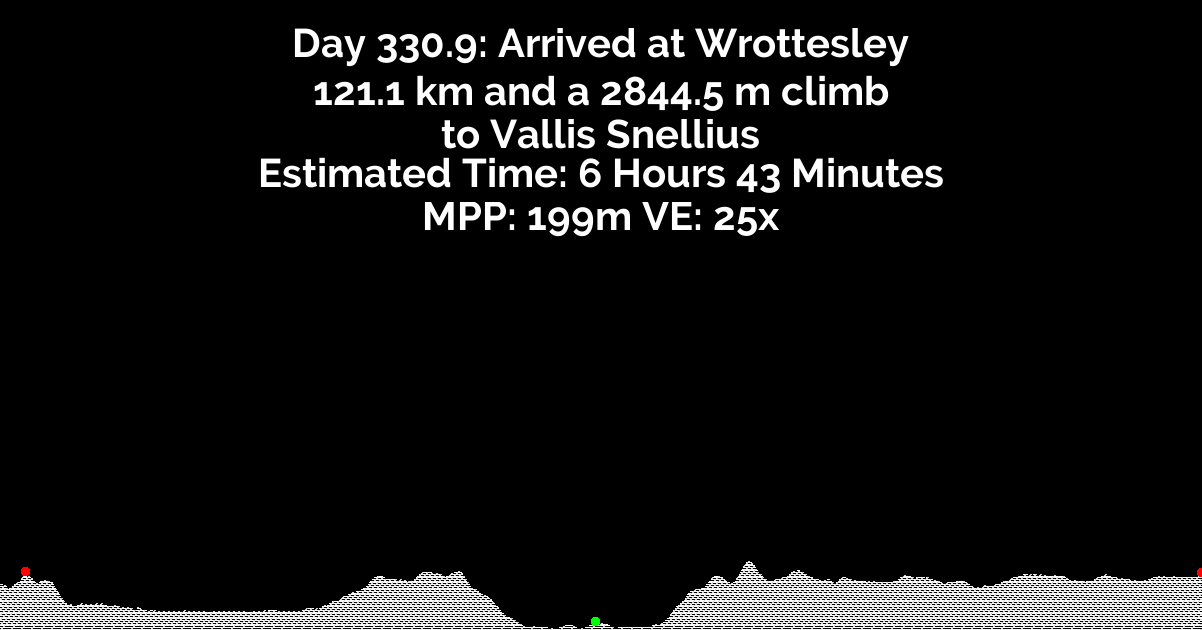 Day 330.9: Arrived at Wrottesley
121.1 km and a 2844.5 m climb
to Vallis Snellius
Estimated Time: 6 Hours 43 Minutes
MPP: 199m VE: 25x